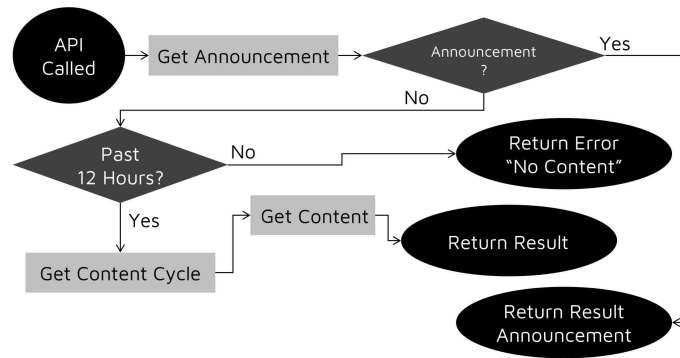 API
Called
Get Announcement
Announcement
?
Yes
No
Past
12 Hours?
No
Return Error
“No Content”
Yes
Get Content
Get Content Cycle
Return Result
Return Result
Announcement